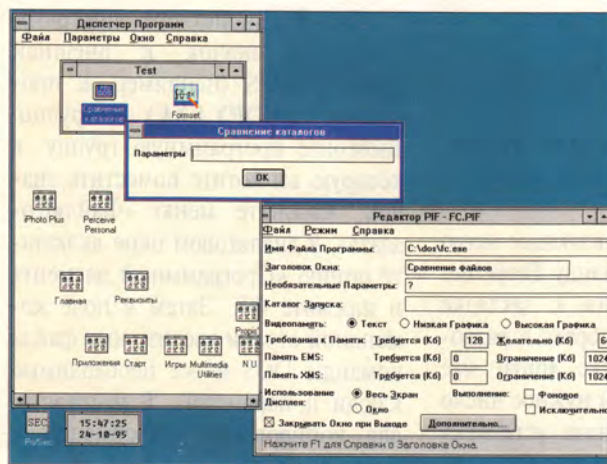 Диспетчер Программ
Файл Параметры Окно Справка
Test
Сравнение каталогов
Formset
Сравнение каталогов
Параметры
OK
iPhoto Plus
Perceive Personal
Главная
Реквизиты
Приложения
Старт
Игры
Multimedia Utilities
N U
SEC
15:47:25
24-10-95
Редактор PIF - FC.PIF
Файл Режим Справка
Имя Файла Программы: C:\dos\fc.exe
Заголовок Окна: Сравнение файлов
Необязательные Параметры: ?
Каталог Запуска:
Видеопамять: Текст Низкая Графика Высокая Графика
Требования Памяти: Требуется (Кб) 128 Желательно (Кб) 64
Память EMS: Требуется (Кб) 0 Ограничение (Кб) 1024
Память XMS: Требуется (Кб) 0 Ограничение (Кб) 1024
Использование Дисплея: Весь Экран Выполнение: Фоновое
Окно Исключительно
Закрывать Окно при Выходе Дополнительно...
Нажмите F1 для Справки о Заголовке Окна.